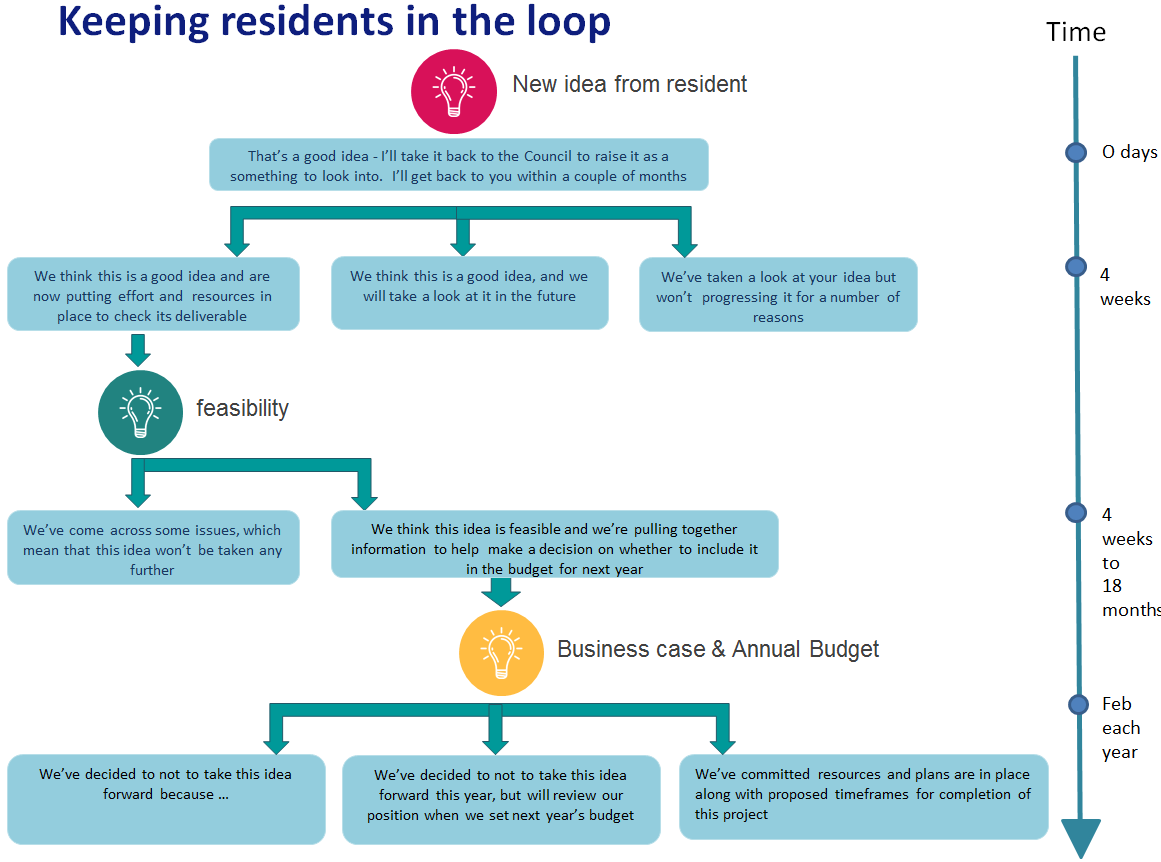 Keeping residents in the loop
Time
New idea from resident
That's a good idea - I'll take it back to the Council to raise it as a
something to look into. I'll get back to you within a couple of months
O days
We think this is a good idea and are
now putting effort and resources in
place to check its deliverable
We think this is a good idea, and we
will take a look at it in the future
We've taken a look at your idea but
won't progressing it for a number of
reasons
4
weeks
feasibility
We've come across some issues, which
mean that this idea won't be taken any
further
We think this idea is feasible and we're pulling together
information to help make a decision on whether to include it
in the budget for next year
4
weeks
to
18
months
Business case & Annual Budget
Feb
each
year
We've decided to not to take this idea
forward because ...
We've decided to not to take this idea
forward this year, but will review our
position when we set next year's budget
We've committed resources and plans are in place
along with proposed timeframes for completion of
this project